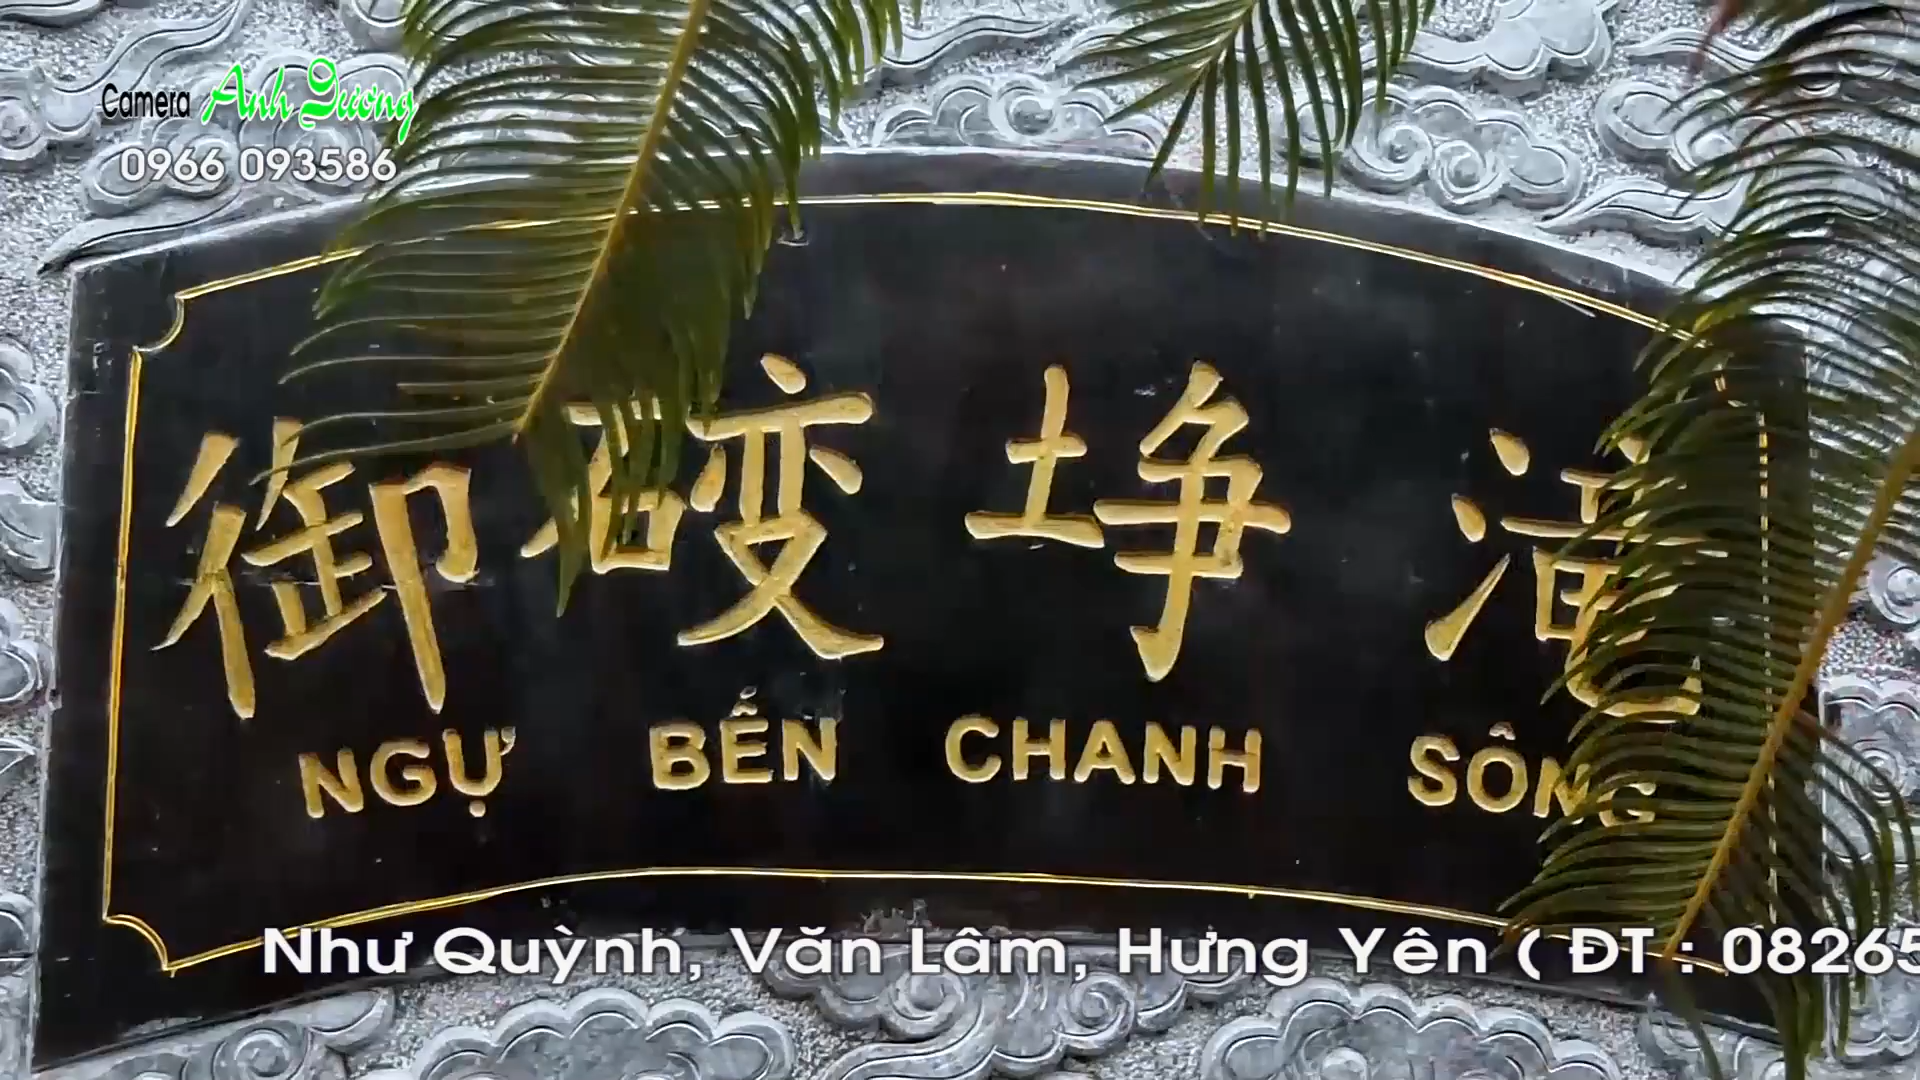 Camera Anh Dương
0966 093586
御 𥖩 埩 滝
NGỰ BẾN CHANH SÔNG
Như Quỳnh, Văn Lâm, Hưng Yên ( ĐT : 08265